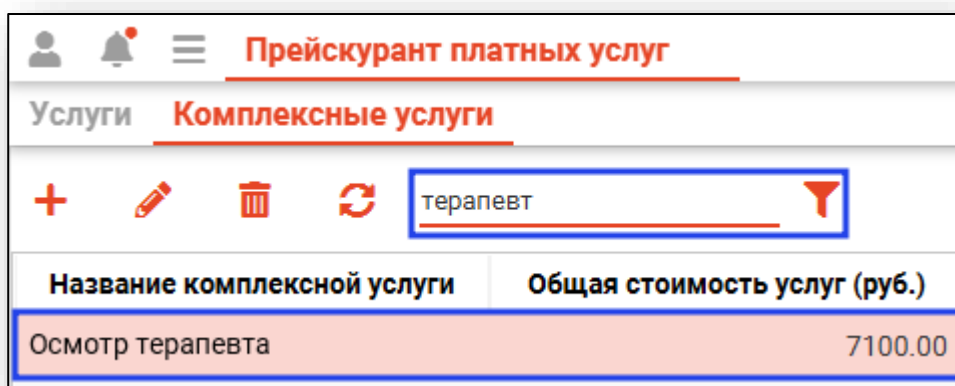 Прейскурант платных услуг
Услуги Комплексные услуги
терапевт
Название комплексной услуги Общая стоимость услуг (руб.)
Осмотр терапевта 7100.00